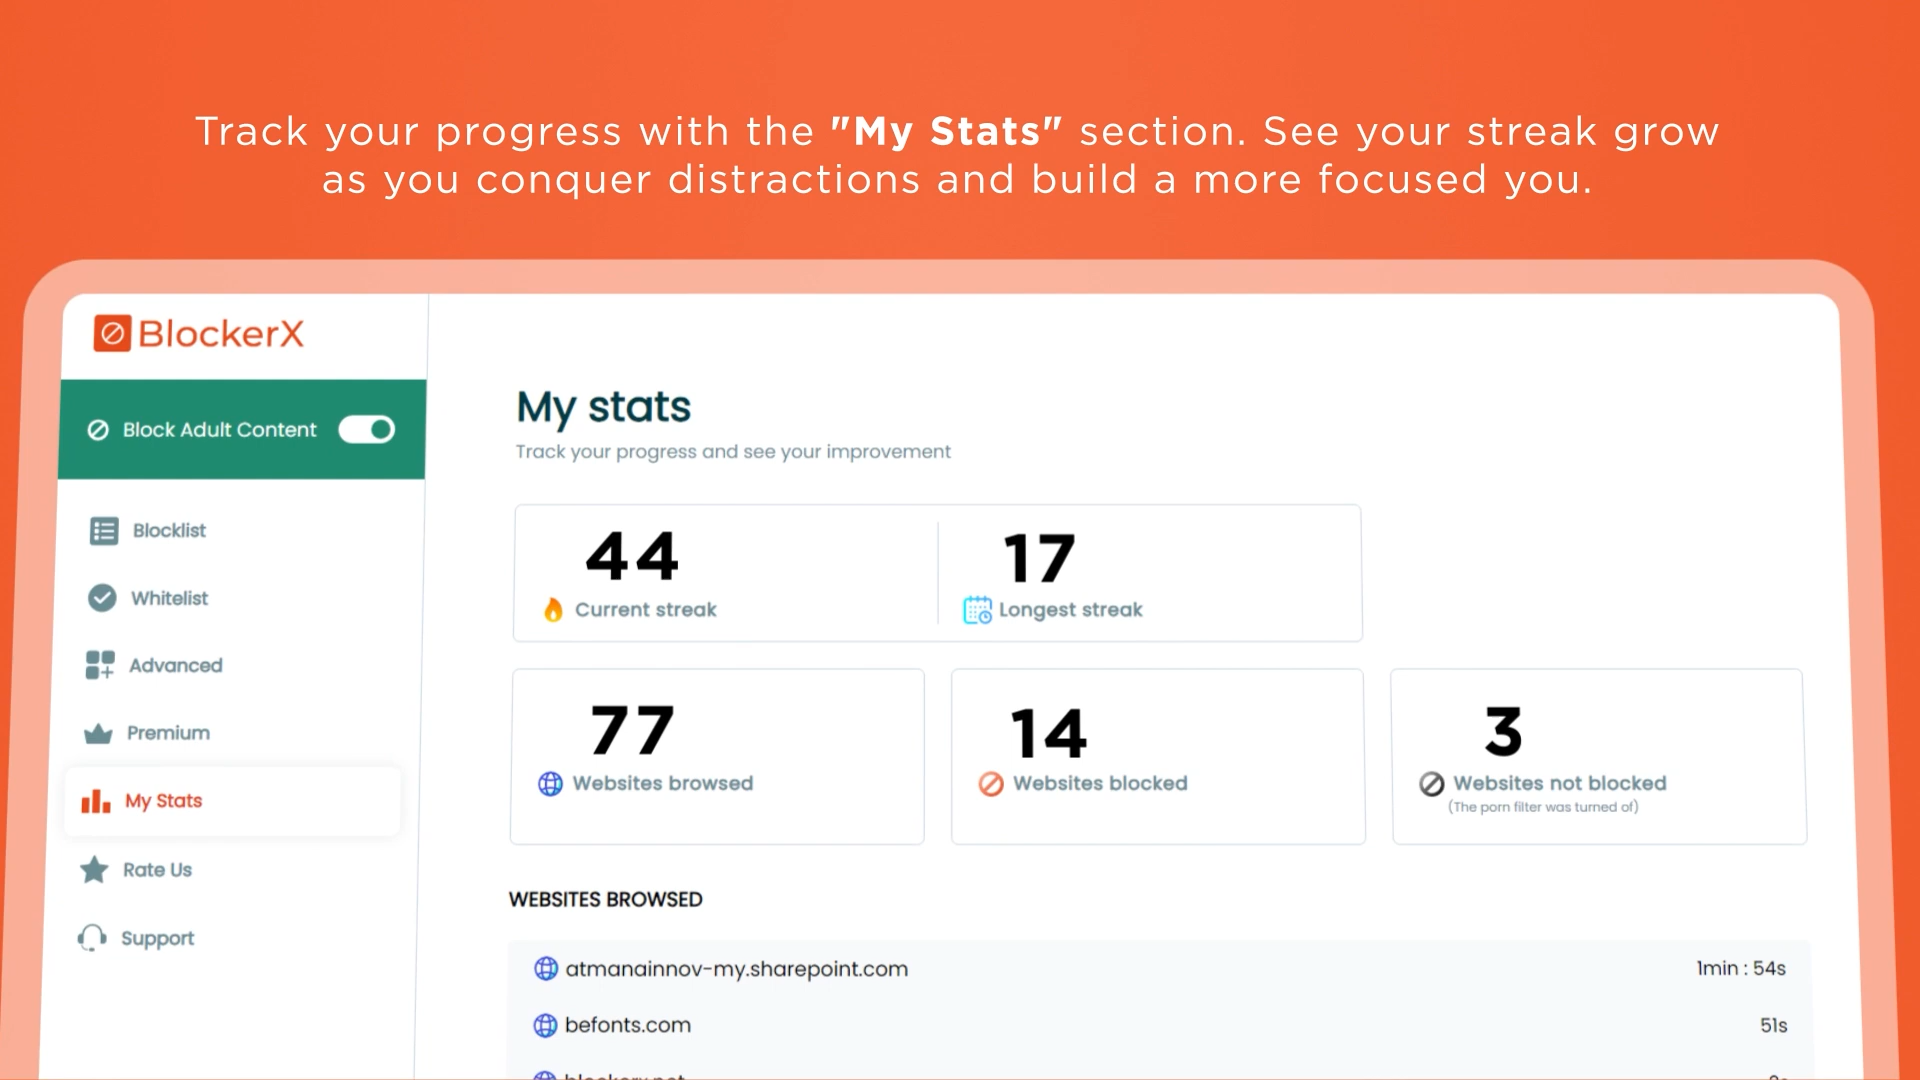 Track your progress with the "My Stats" section. See your streak grow
as you conquer distractions and build a more focused you.
BlockerX
Block Adult Content
Blocklist
Whitelist
Advanced
Premium
My Stats
Rate Us
Support
My stats
Track your progress and see your improvement
44
Current streak
17
Longest streak
77
Websites browsed
14
Websites blocked
3
Websites not blocked
(The porn filter was turned of)
WEBSITES BROWSED
atmanainnov-my.sharepoint.com 1min : 54s
befonts.com 51s